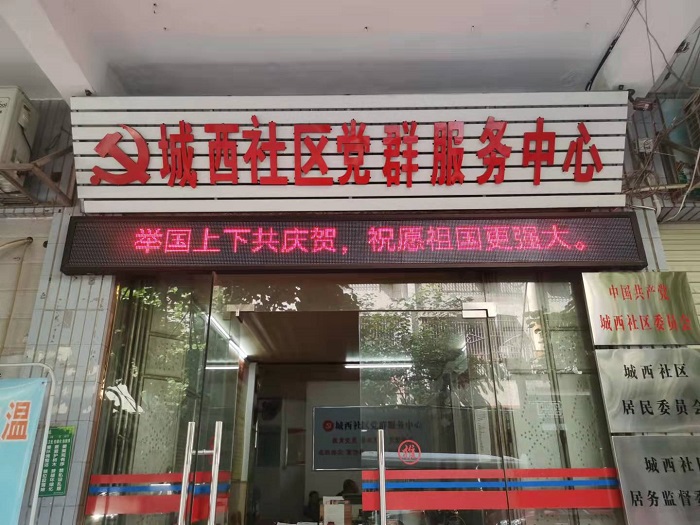 城西社区党群服务中心
举国上下共庆贺，祝愿祖国更强大。
中国共产党
城西社区委员会
城西社区
居民委员会
城西社区
居务监督委
城西社区党群服务中心
温